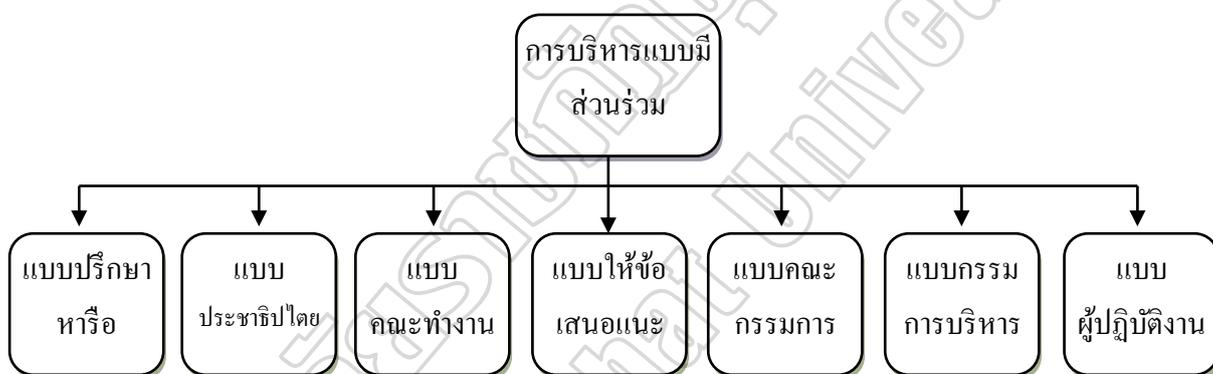 การบริหารแบบมี
ส่วนร่วม
แบบปรึกษา
หารือ
แบบ
ประชาธิปไตย
แบบ
คณะทำงาน
แบบให้ข้อ
เสนอแนะ
แบบคณะ
กรรมการ
แบบกรรม
การบริหาร
แบบ
ผู้ปฏิบัติงาน